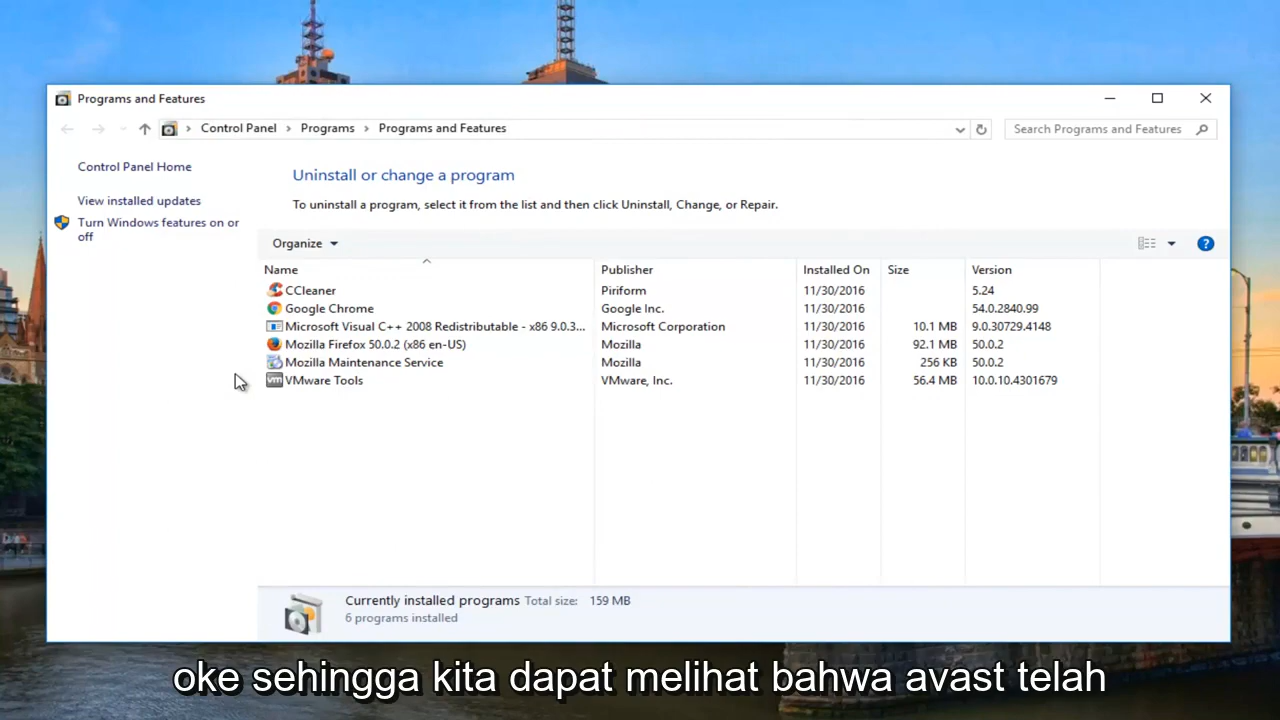 Programs and Features
Control Panel Programs Programs and Features
Search Programs and Features
Control Panel Home
View installed updates
Turn Windows features on or
off
Uninstall or change a program
To uninstall a program, select it from the list and then click Uninstall, Change, or Repair.
Organize
?
Name Publisher Installed On Size Version
CCleaner Piriform 11/30/2016 5.24
Google Chrome Google Inc. 11/30/2016 54.0.2840.99
Microsoft Visual C++ 2008 Redistributable - x86 9.0.3... Microsoft Corporation 11/30/2016 10.1 MB 9.0.30729.4148
Mozilla Firefox 50.0.2 (x86 en-US) Mozilla 11/30/2016 92.1 MB 50.0.2
Mozilla Maintenance Service Mozilla 11/30/2016 256 KB 50.0.2
vm VMware Tools VMware, Inc. 11/30/2016 56.4 MB 10.0.10.4301679
Currently installed programs Total size: 159 MB
6 programs installed
oke sehingga kita dapat melihat bahwa avast telah